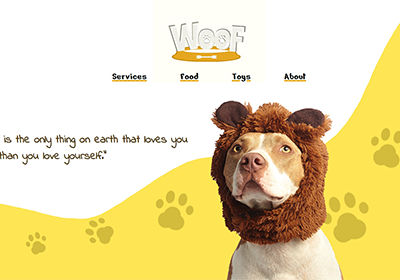 WOOF
Services Food Toys About
is the only thing on earth that loves you
than you love yourself."